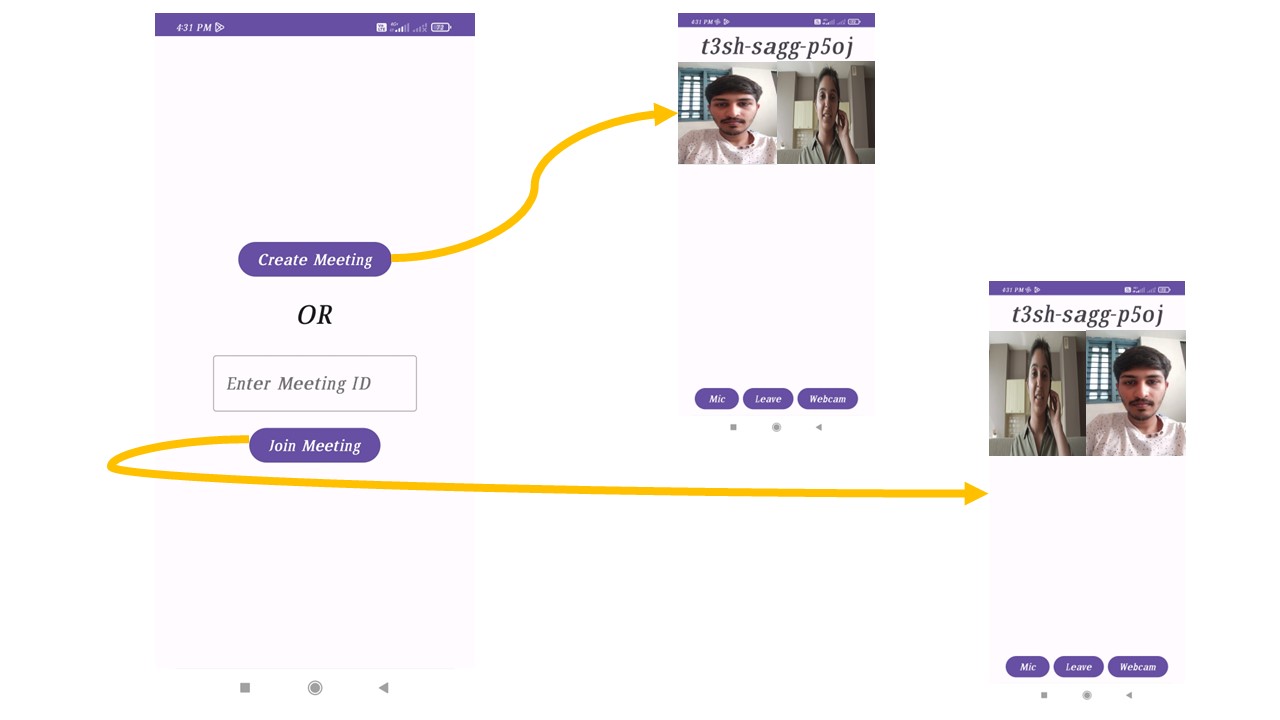 4:31 PM
72
Create Meeting
OR
Enter Meeting ID
Join Meeting
4:31 PM
t3sh-sagg-p5oj
Mic Leave Webcam
4:31 PM
t3sh-sagg-p5oj
Mic Leave Webcam